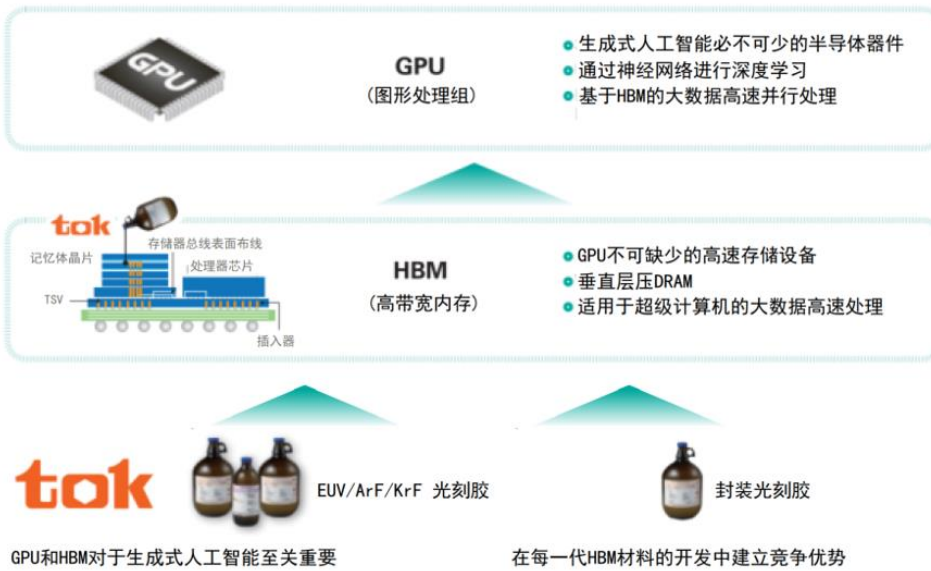 GPU
GPU
(图形处理组)
生成式人工智能必不可少的半导体器件
通过神经网络进行深度学习
基于HBM的大数据高速并行处理
tok
记忆体晶片
存储器总线表面布线
处理器芯片
TSV
插入器
HBM
(高带宽内存)
GPU不可缺少的高速存储设备
垂直层压DRAM
适用于超级计算机的大数据高速处理
tok
EUV/ArF/KrF 光刻胶
封装光刻胶
GPU和HBM对于生成式人工智能至关重要
在每一代HBM材料的开发中建立竞争优势